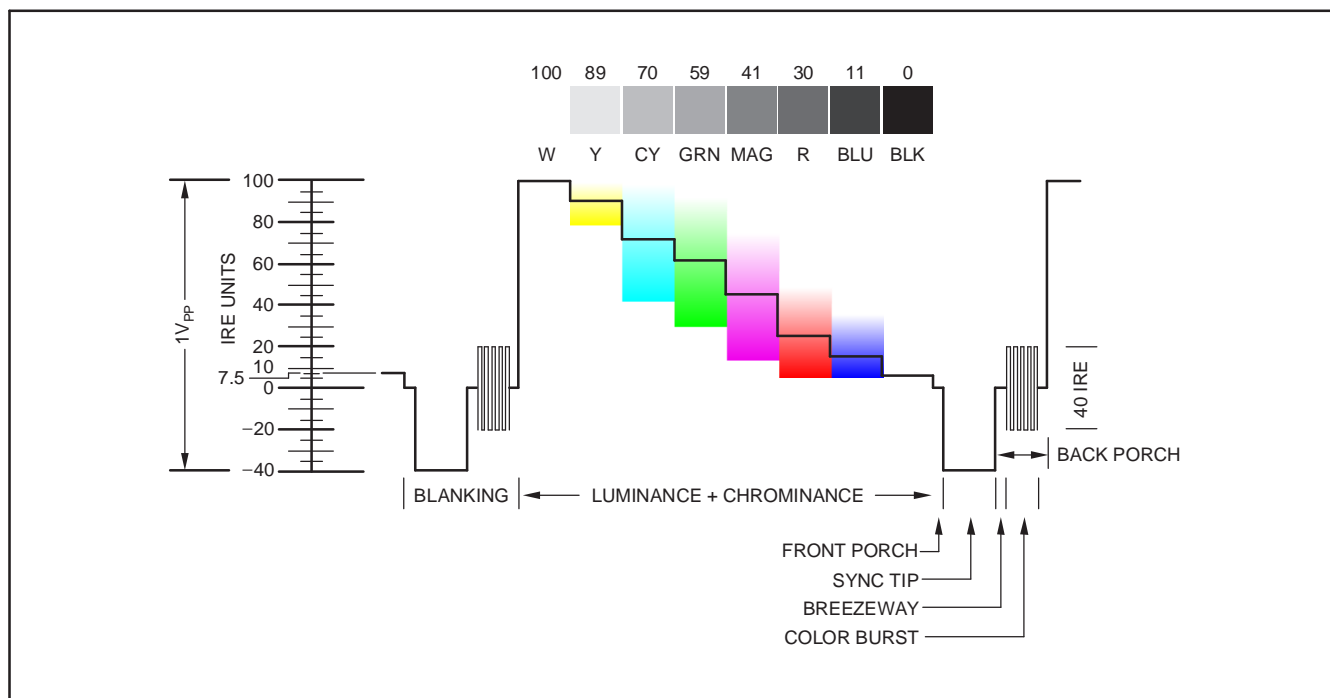 100 89 70 59 41 30 11 0
W Y CY GRN MAG R BLU BLK
1VPP
IRE UNITS
100
80
60
40
20
10
7.5
0
−20
−40
40 IRE
BACK PORCH
BLANKING
LUMINANCE + CHROMINANCE
FRONT PORCH
SYNC TIP
BREEZEWAY
COLOR BURST